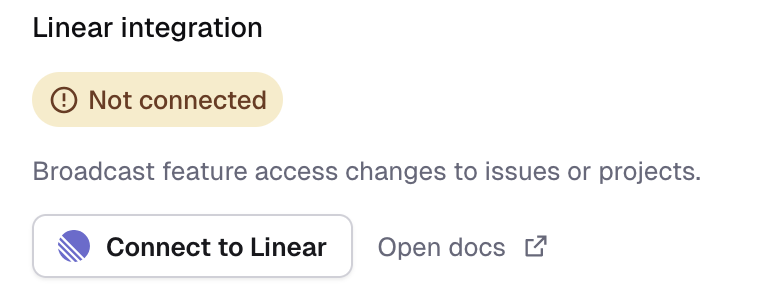 Linear integration
Not connected
Broadcast feature access changes to issues or projects.
Connect to Linear Open docs